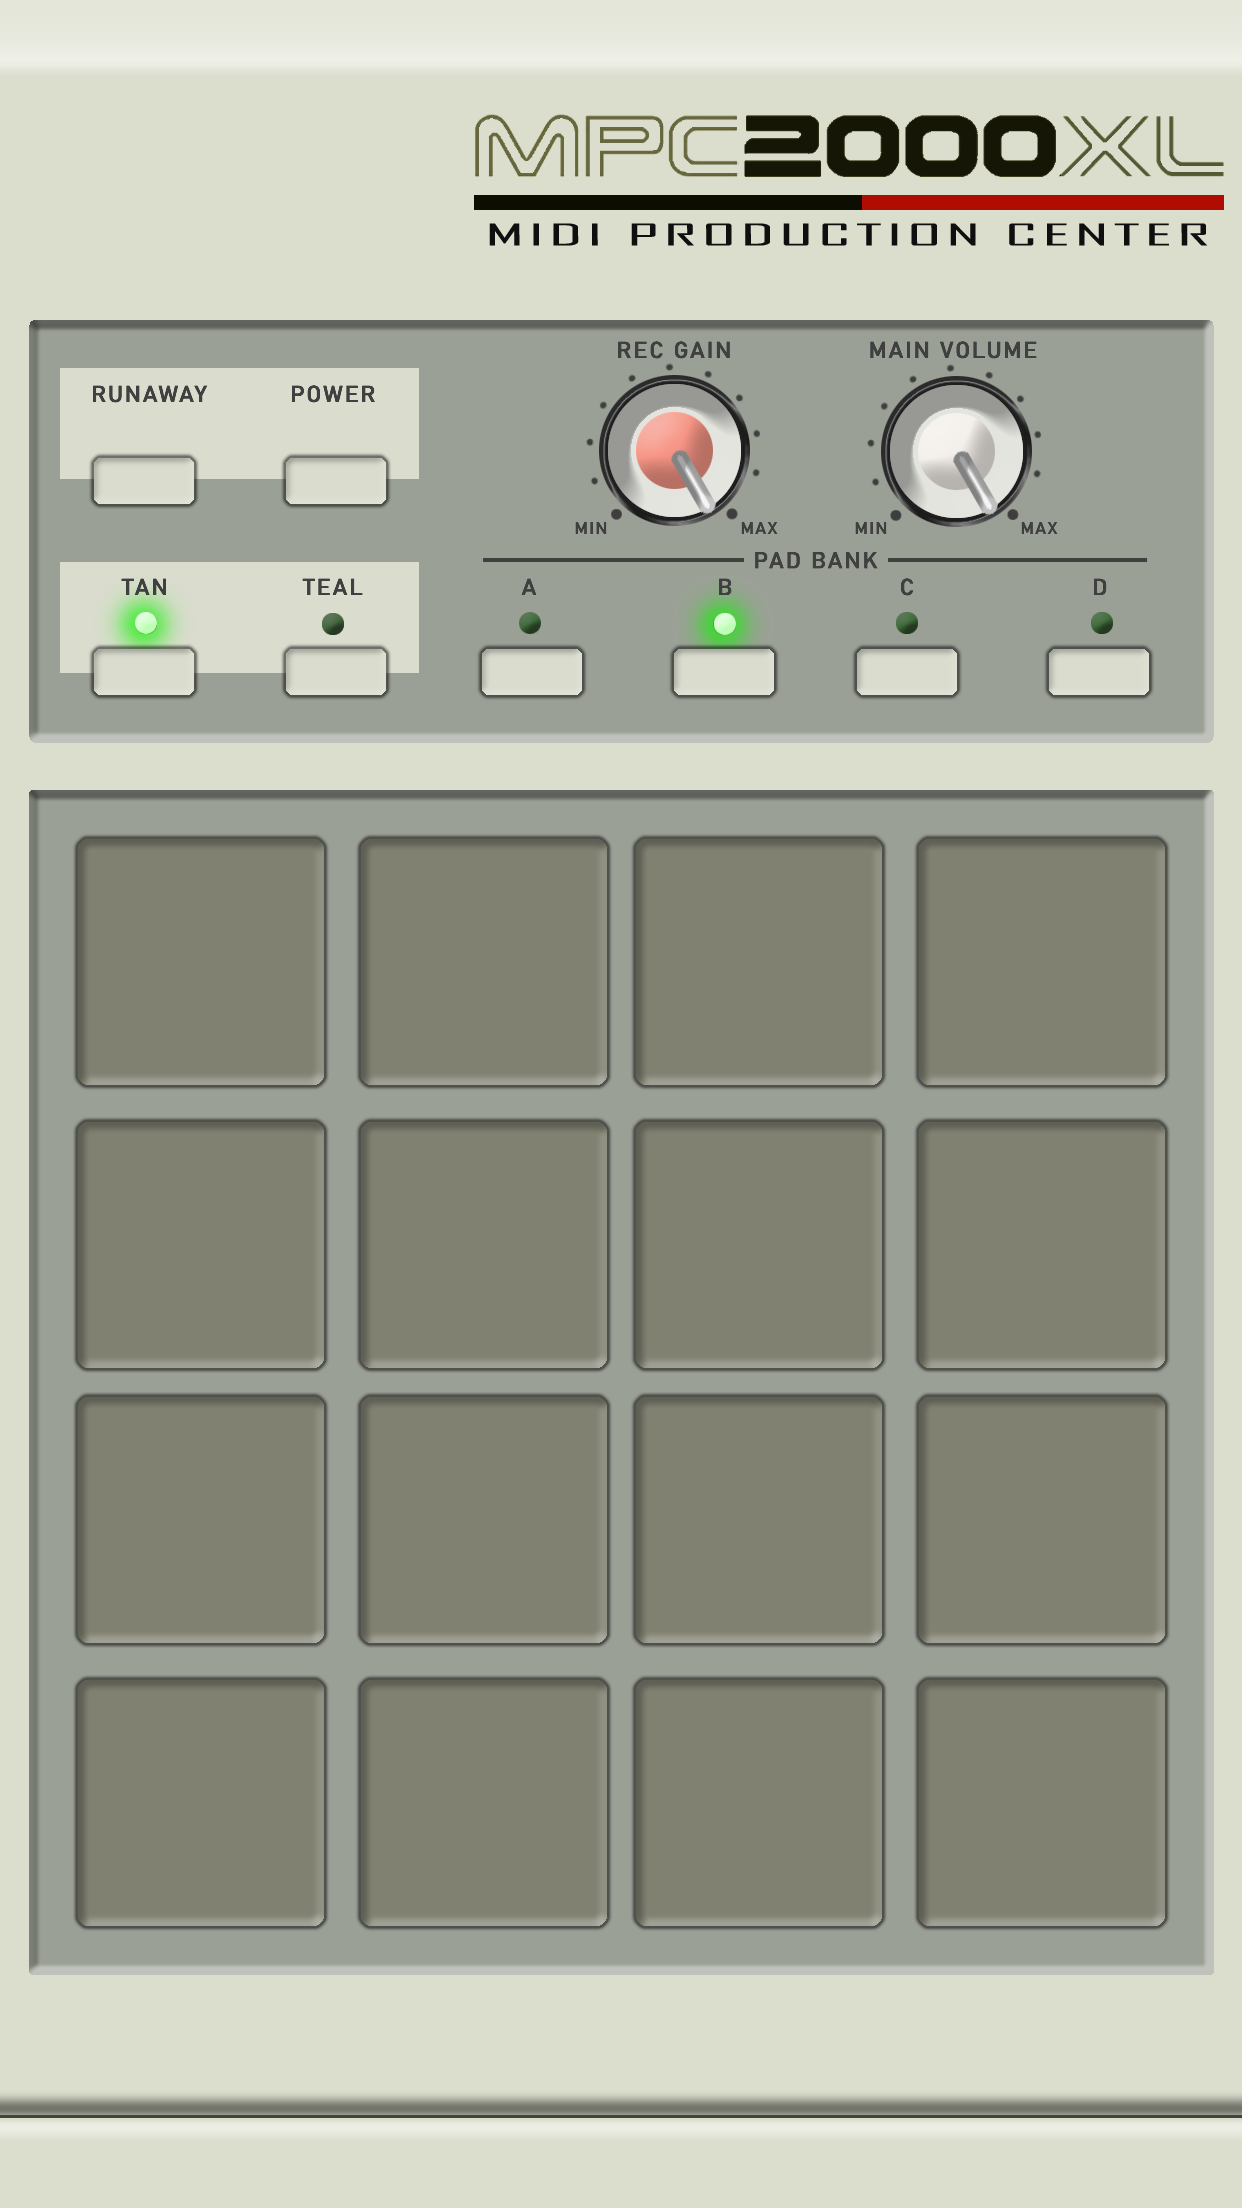 MPC2000XL
MIDI PRODUCTION CENTER
REC GAIN
MAIN VOLUME
RUNAWAY
POWER
MIN
MAX
MIN
MAX
PAD BANK
TAN
TEAL
A
B
C
D